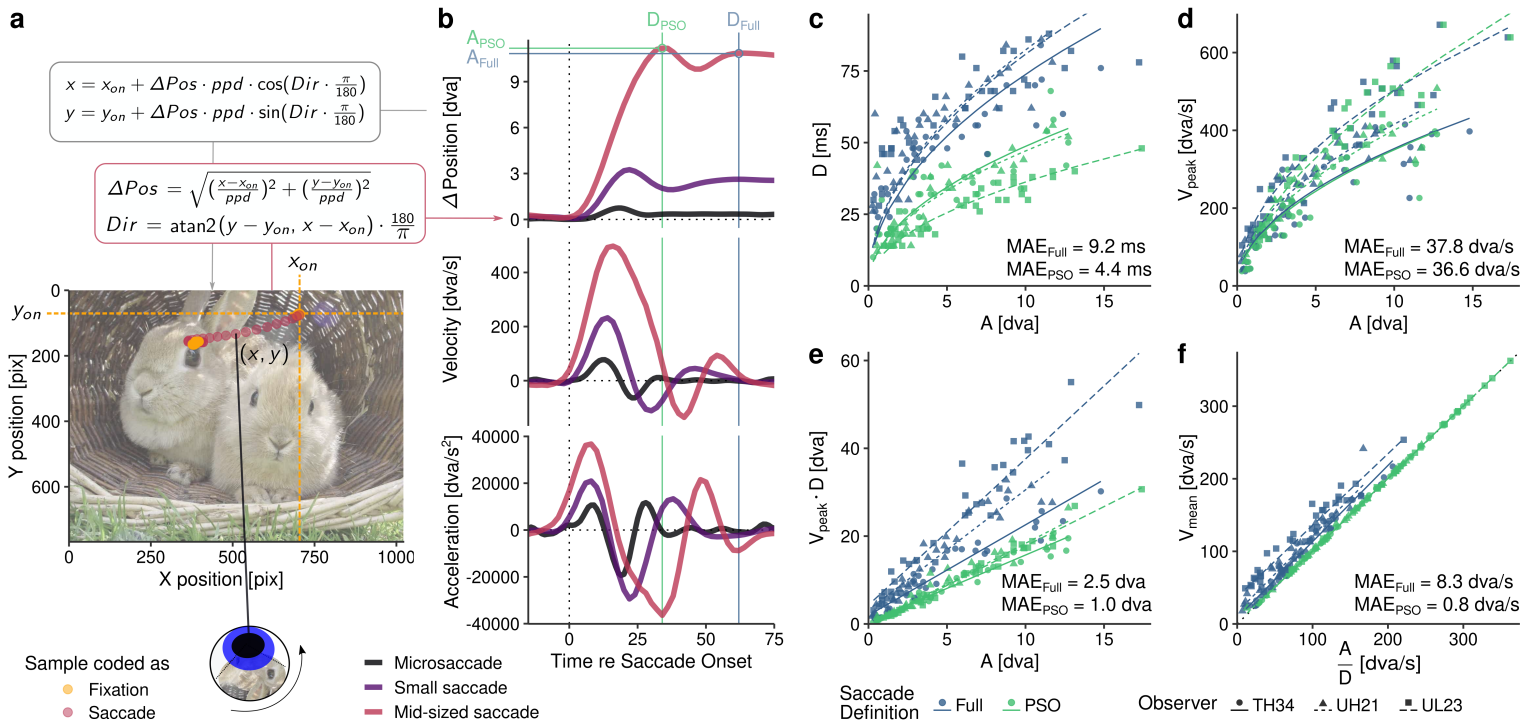 a
x = x_on + ΔPos · ppd · cos(Dir · π/180)
y = y_on + ΔPos · ppd · sin(Dir · π/180)
ΔPos = √((x−x_on/ppd)² + (y−y_on/ppd)²)
Dir = atan2(y − y_on, x − x_on) · 180/π
x_on
y_on
(x, y)
Y position [pix]
0
200
400
600
0 250 500 750 1000
X position [pix]
Sample coded as
Fixation
Saccade
b
D_PSO D_Full
A_PSO
A_Full
Δ Position [dva]
9
6
3
0
Velocity [dva/s]
400
200
0
Acceleration [dva/s²]
40000
20000
0
-20000
-40000
0 25 50 75
Time re Saccade Onset
Microsaccade
Small saccade
Mid-sized saccade
c
D [ms]
75
50
25
0
MAE_Full = 9.2 ms
MAE_PSO = 4.4 ms
0 5 10 15
A [dva]
d
V_peak [dva/s]
600
400
200
0
MAE_Full = 37.8 dva/s
MAE_PSO = 36.6 dva/s
0 5 10 15
A [dva]
e
V_peak · D [dva]
60
40
20
0
MAE_Full = 2.5 dva
MAE_PSO = 1.0 dva
0 5 10 15
A [dva]
f
V_mean [dva/s]
300
200
100
0
MAE_Full = 8.3 dva/s
MAE_PSO = 0.8 dva/s
0 100 200 300
A/D [dva/s]
Saccade Definition
Full PSO
Observer TH34 UH21 UL23